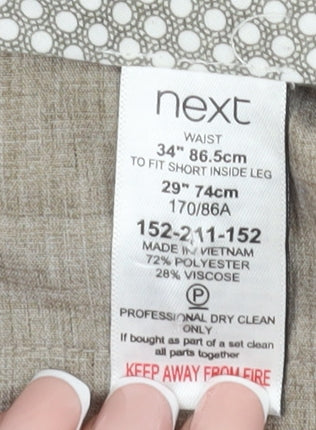 next
WAIST
34" 86.5cm
TO FIT SHORT INSIDE LEG
29" 74cm
170/86A
152-211-152
MADE IN VIETNAM
72% POLYESTER
28% VISCOSE
P
PROFESSIONAL DRY CLEAN
ONLY
If bought as part of a set clean
all parts together
KEEP AWAY FROM FIRE